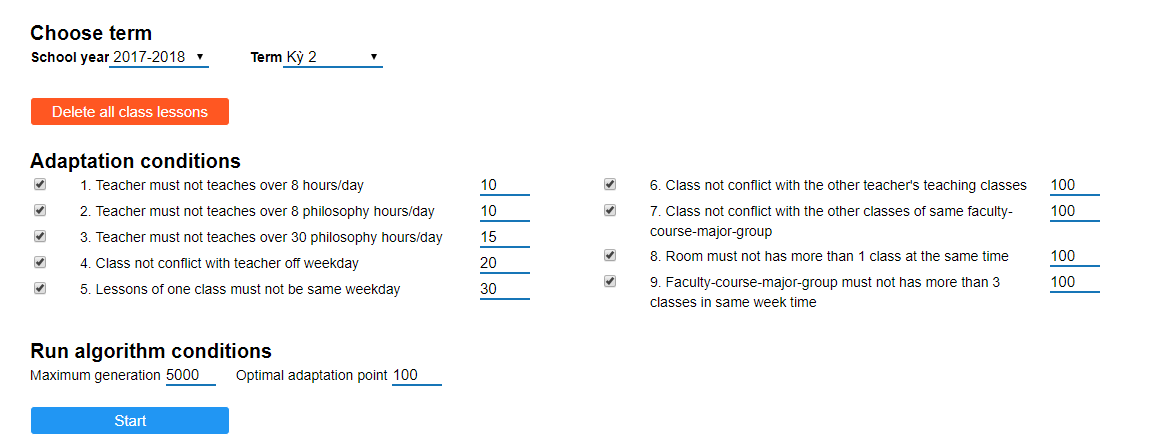 Choose term
School year 2017-2018 Term Kỳ 2
Delete all class lessons
Adaptation conditions
1. Teacher must not teaches over 8 hours/day 10
2. Teacher must not teaches over 8 philosophy hours/day 10
3. Teacher must not teaches over 30 philosophy hours/day 15
4. Class not conflict with teacher off weekday 20
5. Lessons of one class must not be same weekday 30
6. Class not conflict with the other teacher's teaching classes 100
7. Class not conflict with the other classes of same faculty- 100
course-major-group
8. Room must not has more than 1 class at the same time 100
9. Faculty-course-major-group must not has more than 3 100
classes in same week time
Run algorithm conditions
Maximum generation 5000 Optimal adaptation point 100
Start